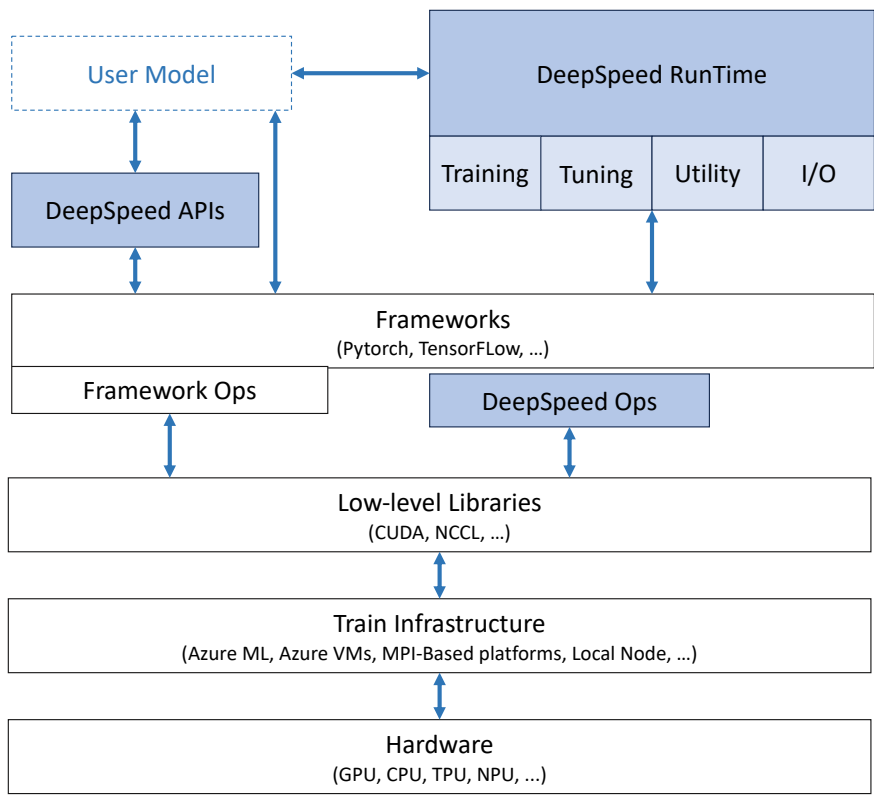 User Model
DeepSpeed RunTime
Training
Tuning
Utility
I/O
DeepSpeed APIs
Frameworks
(Pytorch, TensorFLow, ...)
Framework Ops
DeepSpeed Ops
Low-level Libraries
(CUDA, NCCL, ...)
Train Infrastructure
(Azure ML, Azure VMs, MPI-Based platforms, Local Node, ...)
Hardware
(GPU, CPU, TPU, NPU, ...)